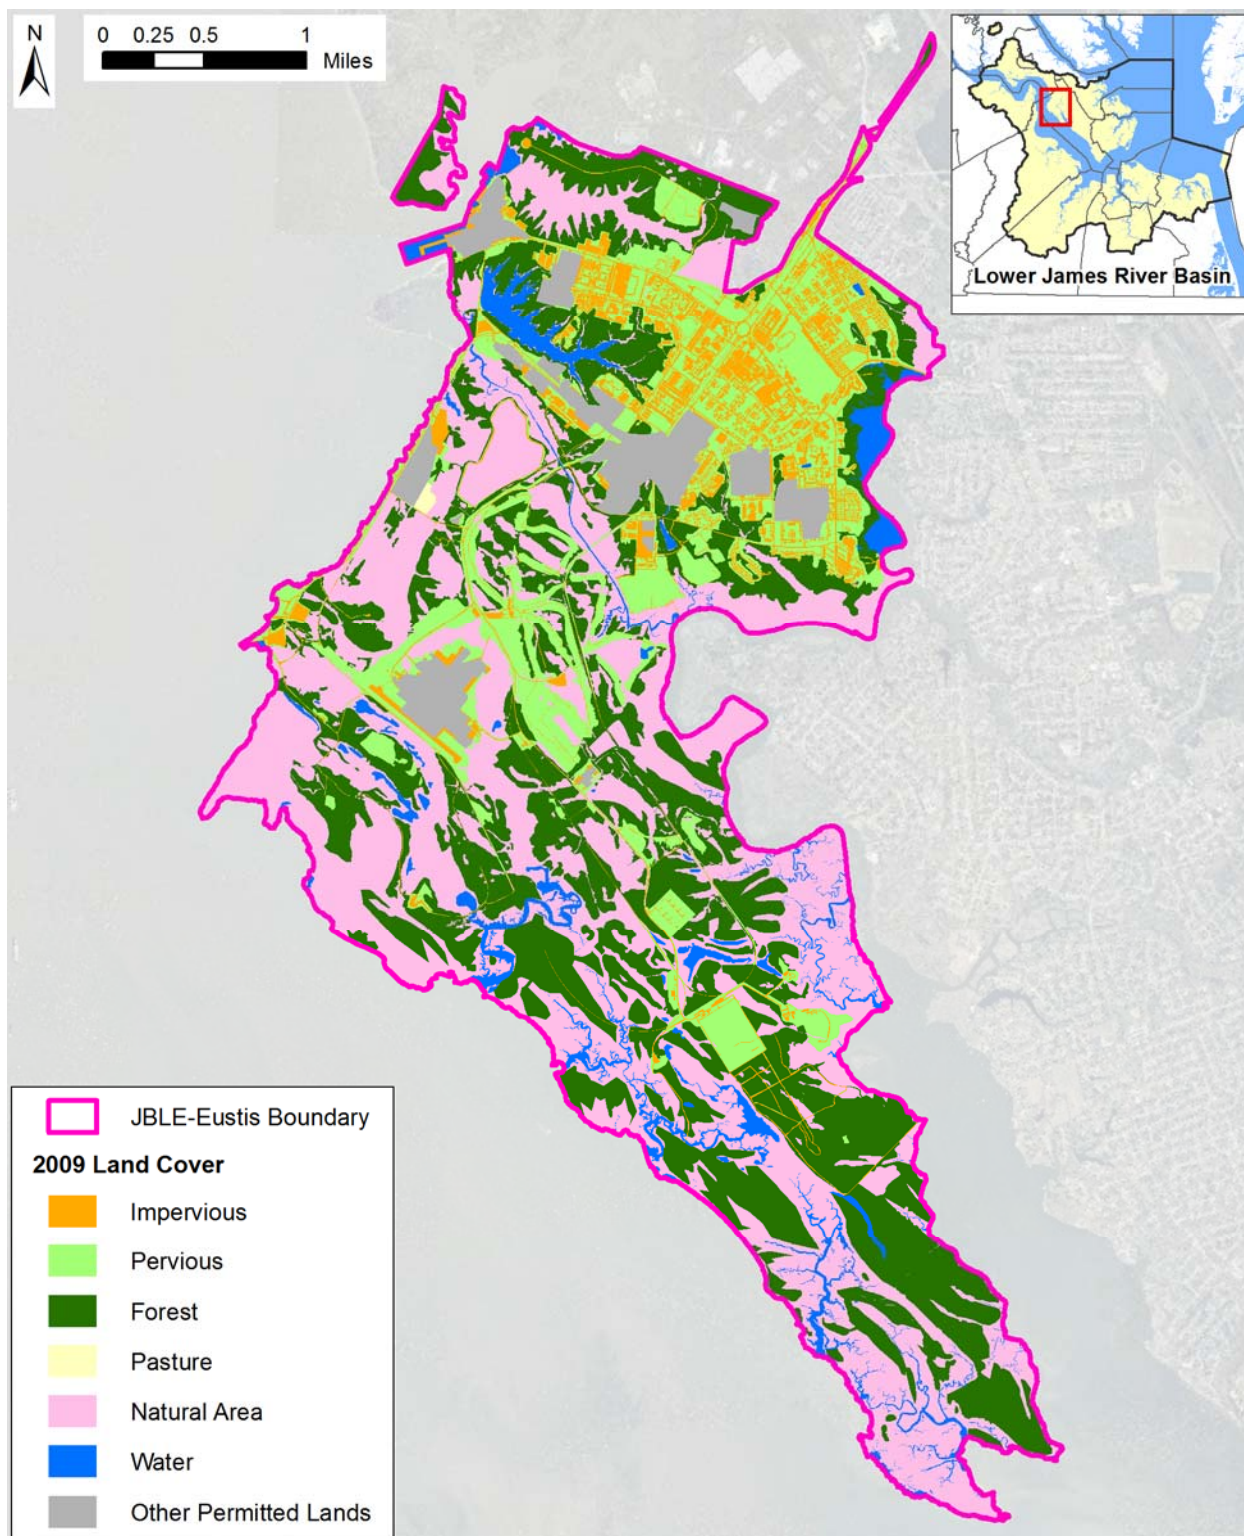 N
0 0.25 0.5 1
Miles
Lower James River Basin
JBLE-Eustis Boundary
2009 Land Cover
Impervious
Pervious
Forest
Pasture
Natural Area
Water
Other Permitted Lands